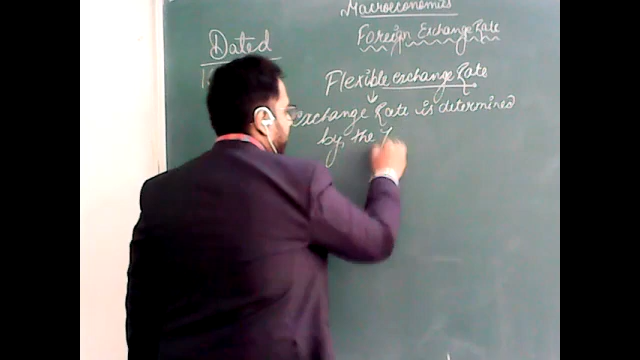 Macroeconomics
Foreign Exchange Rate
Dated
Flexible exchange Rate
exchange Rate is determined
by the